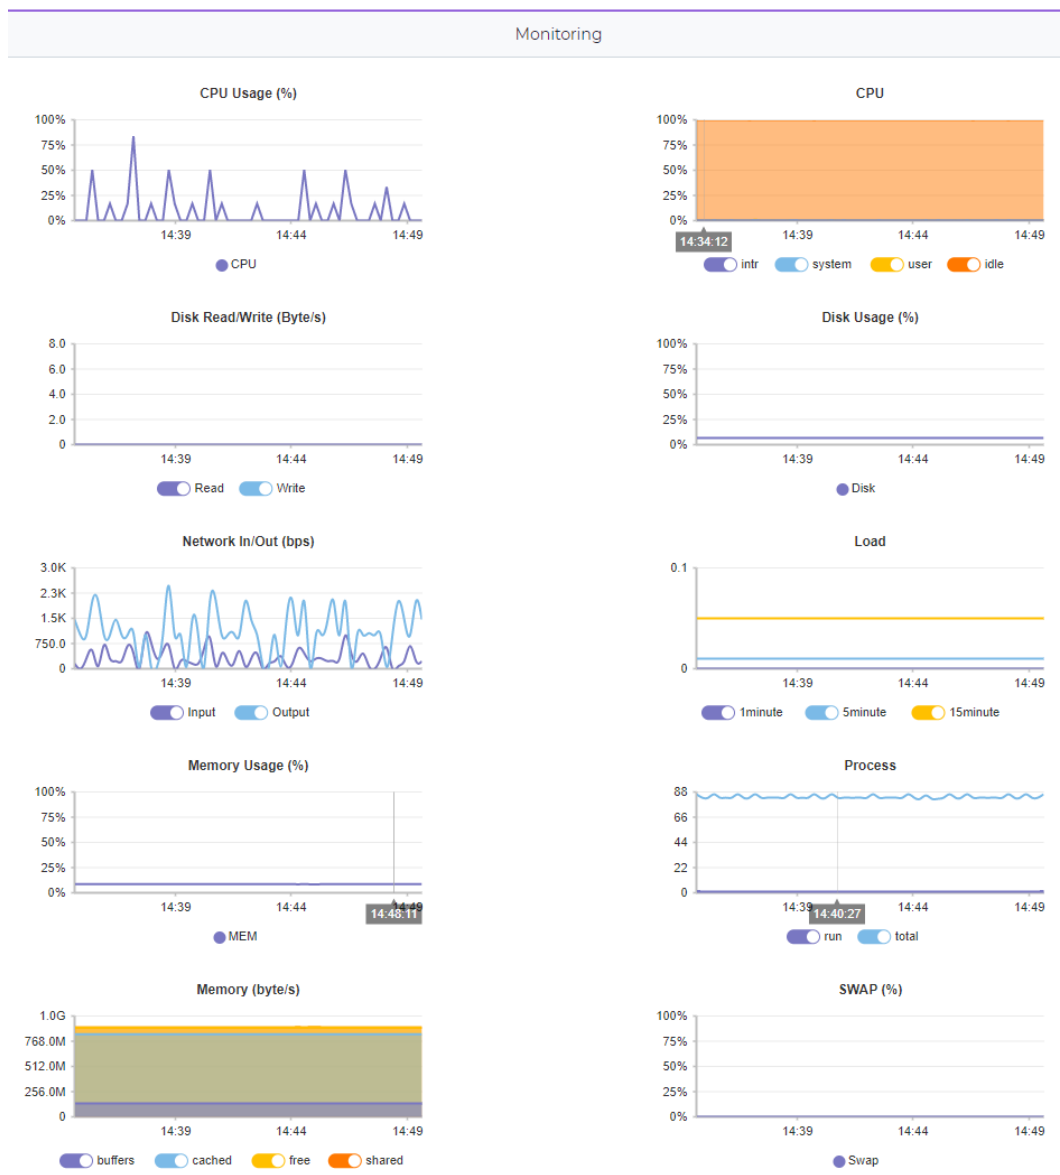 Monitoring
CPU Usage (%)
100%
75%
50%
25%
0%
14:39 14:44 14:49
CPU
CPU
100%
75%
50%
25%
0%
14:39 14:44 14:49
14:34:12
intr system user idle
Disk Read/Write (Byte/s)
8.0
6.0
4.0
2.0
0
14:39 14:44 14:49
Read Write
Disk Usage (%)
100%
75%
50%
25%
0%
14:39 14:44 14:49
Disk
Network In/Out (bps)
3.0K
2.3K
1.5K
750.0
0
14:39 14:44 14:49
Input Output
Load
0.1
0
14:39 14:44 14:49
1minute 5minute 15minute
Memory Usage (%)
100%
75%
50%
25%
0%
14:39 14:44 14:49
14:48:11
MEM
Process
88
66
44
22
0
14:39 14:44 14:49
14:40:27
run total
Memory (byte/s)
1.0G
768.0M
512.0M
256.0M
0
14:39 14:44 14:49
buffers cached free shared
SWAP (%)
100%
75%
50%
25%
0%
14:39 14:44 14:49
Swap